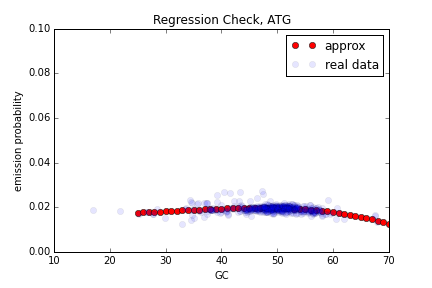 Regression Check, ATG
approx
real data
emission probability
0.10
0.08
0.06
0.04
0.02
0.00
10
20
30
40
50
60
70
GC